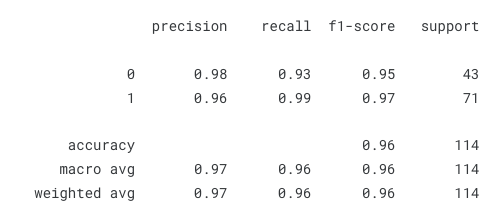 precision recall f1-score support
0 0.98 0.93 0.95 43
1 0.96 0.99 0.97 71
accuracy 0.96 114
macro avg 0.97 0.96 0.96 114
weighted avg 0.97 0.96 0.96 114